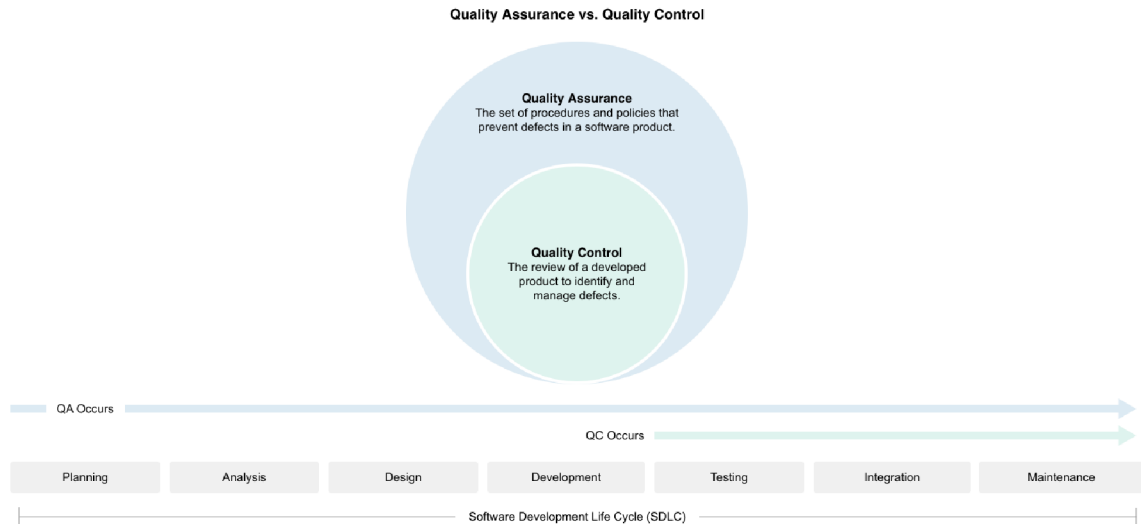 Quality Assurance vs. Quality Control
Quality Assurance
The set of procedures and policies that
prevent defects in a software product.
Quality Control
The review of a developed
product to identify and
manage defects.
QA Occurs
QC Occurs
Planning
Analysis
Design
Development
Testing
Integration
Maintenance
Software Development Life Cycle (SDLC)